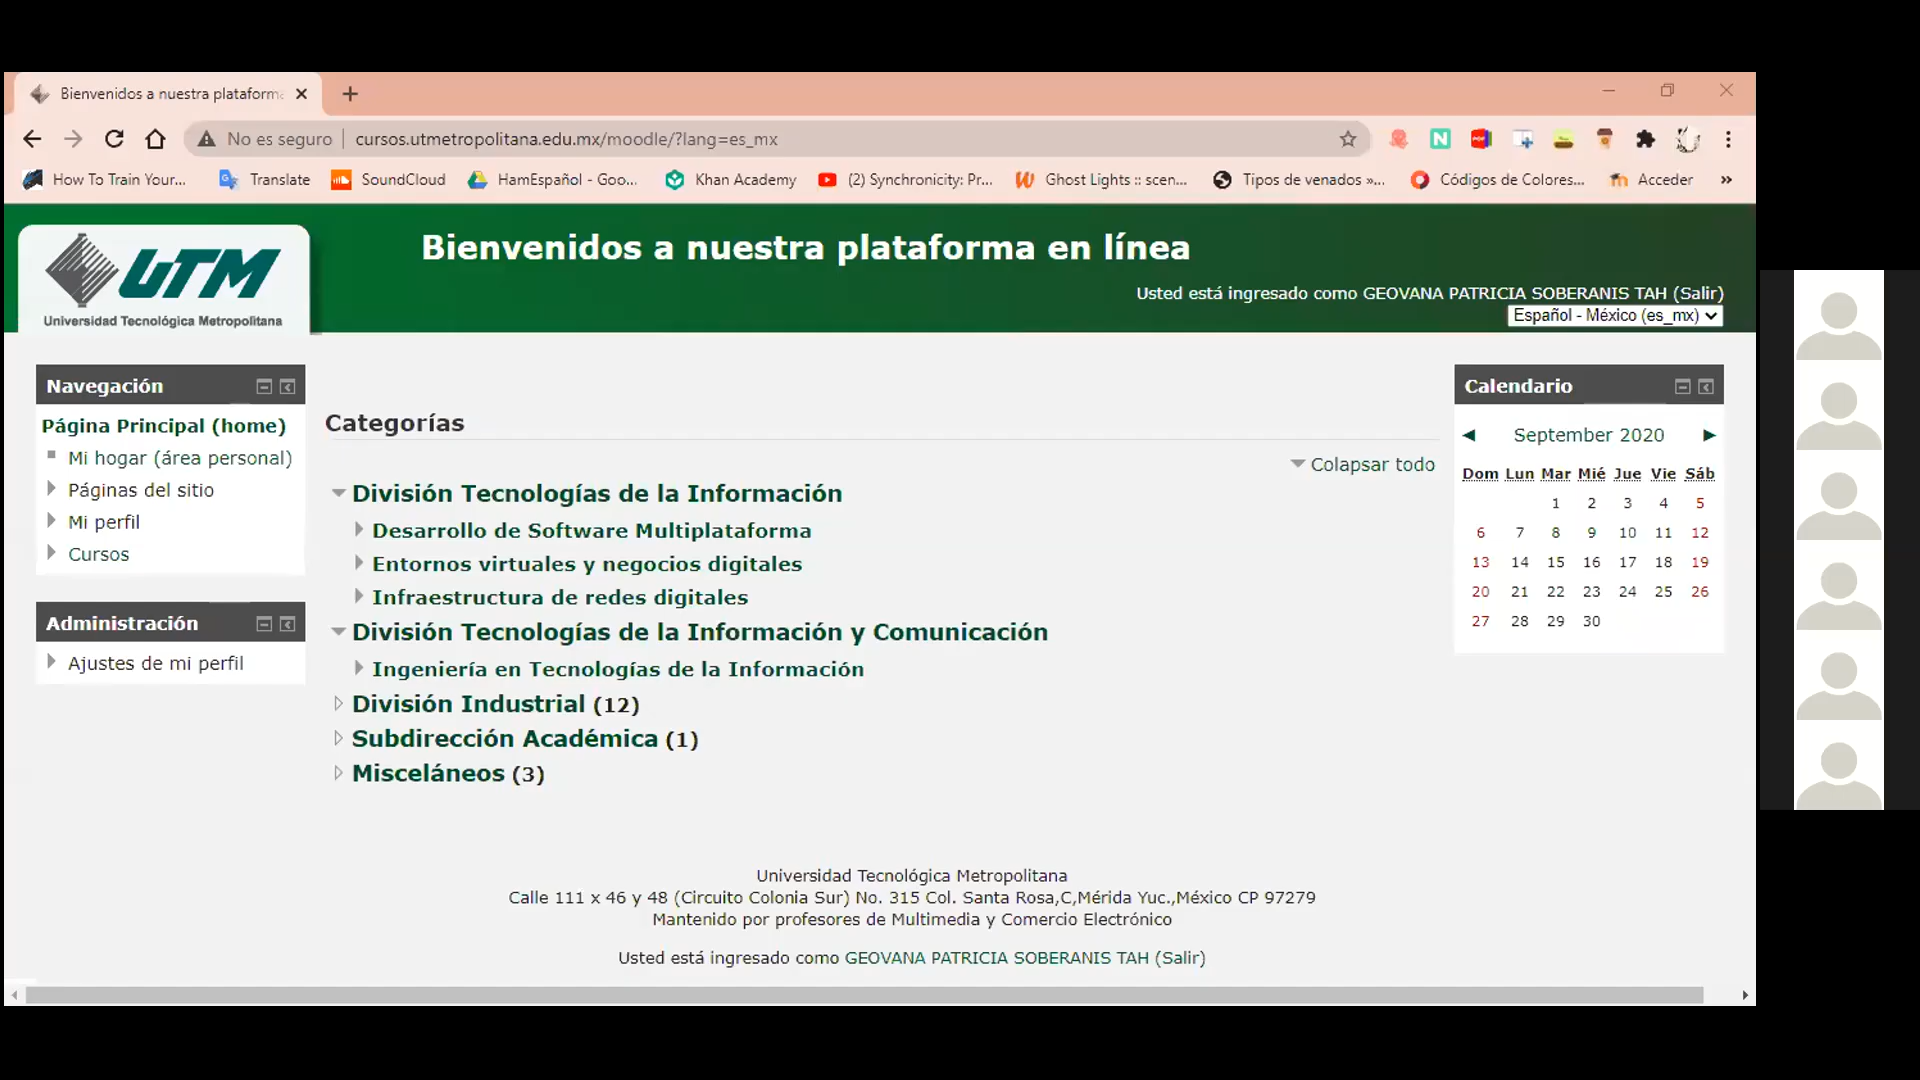 Bienvenidos a nuestra plataforma
No es seguro cursos.utmetropolitana.edu.mx/moodle/?lang=es_mx
How To Train Your... Translate SoundCloud HamEspañol - Goo... Khan Academy (2) Synchronicity: Pr... Ghost Lights :: scen... Tipos de venados »... Códigos de Colores... Acceder »
UTM
Universidad Tecnológica Metropolitana
Bienvenidos a nuestra plataforma en línea
Usted está ingresado como GEOVANA PATRICIA SOBERANIS TAH (Salir)
Español - México (es_mx)
Navegación
Página Principal (home)
Mi hogar (área personal)
Páginas del sitio
Mi perfil
Cursos
Administración
Ajustes de mi perfil
Categorías
Colapsar todo
División Tecnologías de la Información
Desarrollo de Software Multiplataforma
Entornos virtuales y negocios digitales
Infraestructura de redes digitales
División Tecnologías de la Información y Comunicación
Ingeniería en Tecnologías de la Información
División Industrial (12)
Subdirección Académica (1)
Misceláneos (3)
Calendario
◄ September 2020 ►
Dom Lun Mar Mié Jue Vie Sáb
1 2 3 4 5
6 7 8 9 10 11 12
13 14 15 16 17 18 19
20 21 22 23 24 25 26
27 28 29 30
Universidad Tecnológica Metropolitana
Calle 111 x 46 y 48 (Circuito Colonia Sur) No. 315 Col. Santa Rosa,C,Mérida Yuc.,México CP 97279
Mantenido por profesores de Multimedia y Comercio Electrónico
Usted está ingresado como GEOVANA PATRICIA SOBERANIS TAH (Salir)